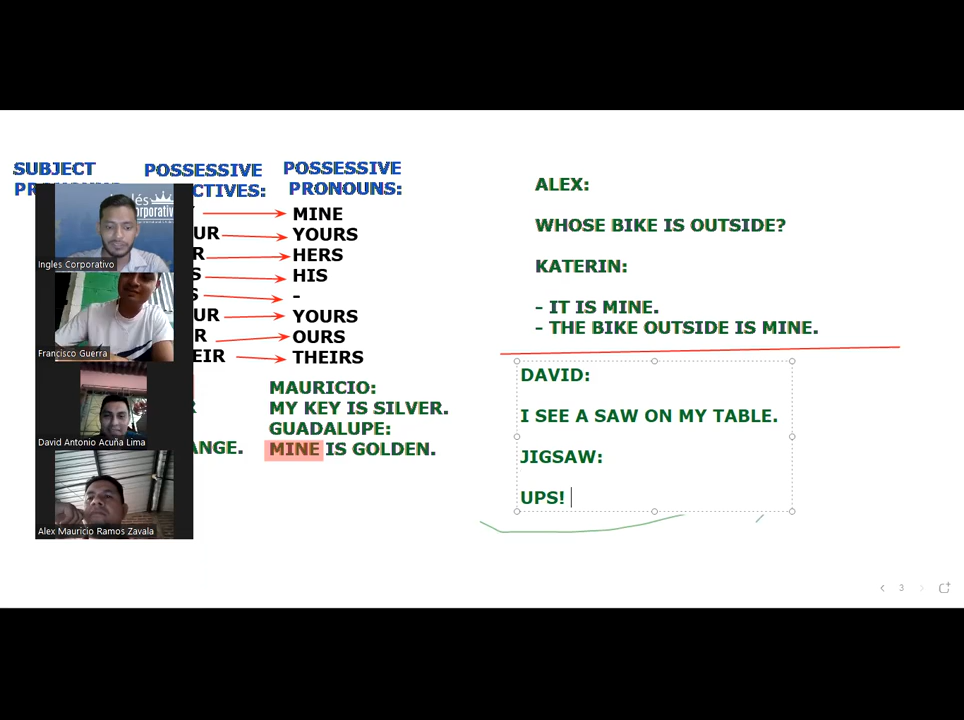 SUBJECT
POSSESSIVE
POSSESSIVE
PRONOUNS:
MINE
YOURS
HERS
HIS
-
YOURS
OURS
THEIRS
MAURICIO:
MY KEY IS SILVER.
GUADALUPE:
MINE IS GOLDEN.
ALEX:
WHOSE BIKE IS OUTSIDE?
KATERIN:
- IT IS MINE.
- THE BIKE OUTSIDE IS MINE.
DAVID:
I SEE A SAW ON MY TABLE.
JIGSAW:
UPS!
Ingles Corporativo
Francisco Guerra
David Antonio Acuña Lima
Alex Mauricio Ramos Zavala
3